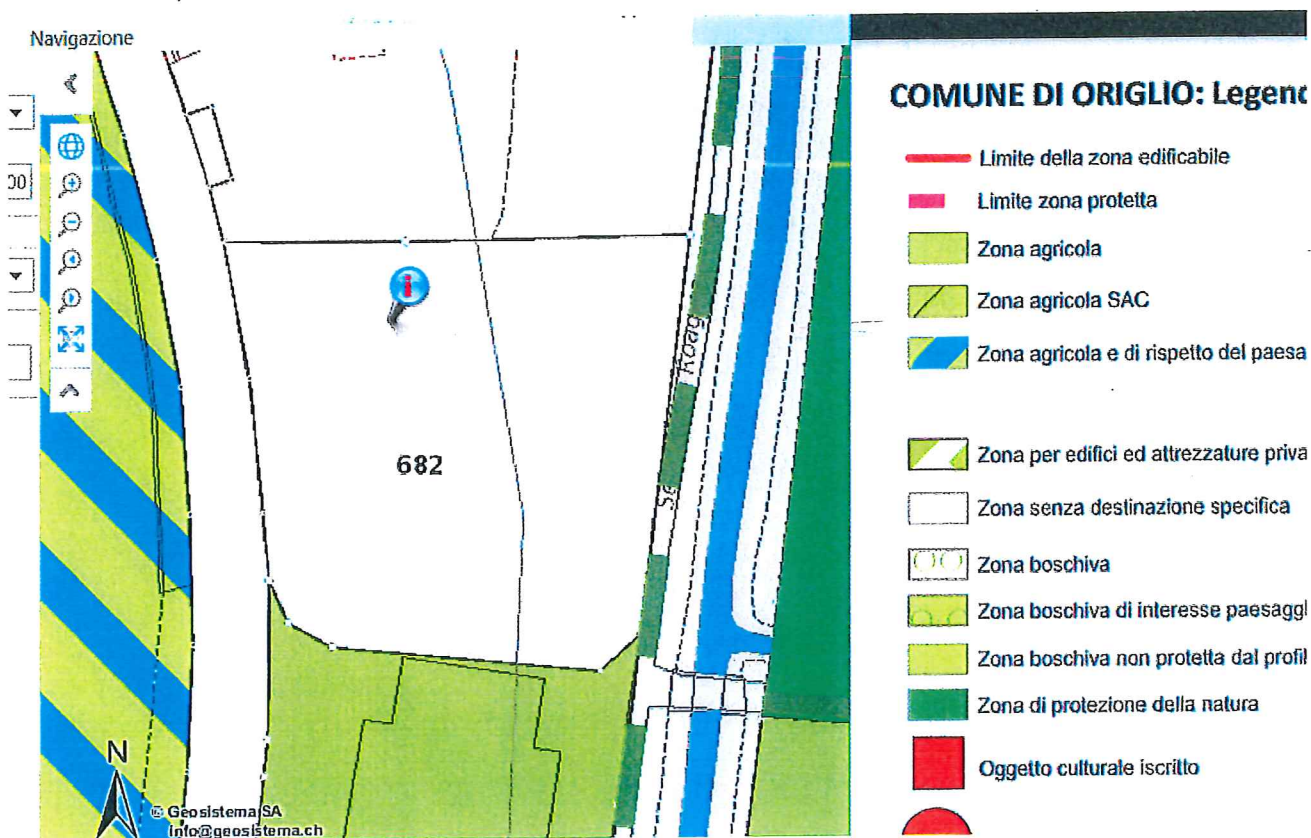 Navigazione
00
682
N
© Geosistema SA
info@geosistema.ch
COMUNE DI ORIGLIO: Legend
Limite della zona edificabile
Limite zona protetta
Zona agricola
Zona agricola SAC
Zona agricola e di rispetto del paesa
Zona per edifici ed attrezzature priva
Zona senza destinazione specifica
Zona boschiva
Zona boschiva di interesse paesaggi
Zona boschiva non protetta dal profil
Zona di protezione della natura
Oggetto culturale iscritto